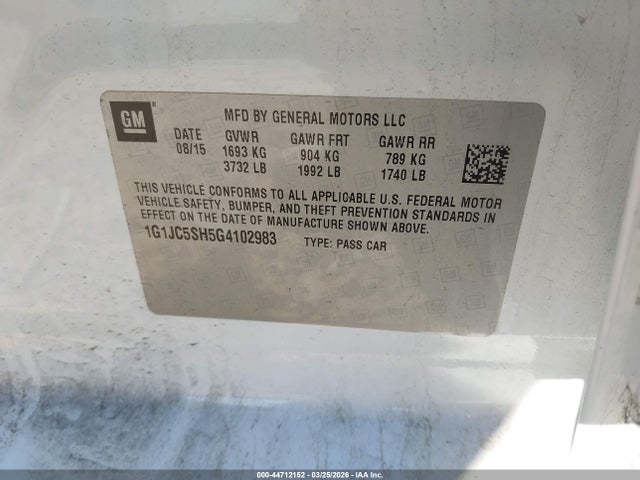 GM
MFD BY GENERAL MOTORS LLC
DATE GVWR GAWR FRT GAWR RR
08/15 1693 KG 904 KG 789 KG
3732 LB 1992 LB 1740 LB
THIS VEHICLE CONFORMS TO ALL APPLICABLE U.S. FEDERAL MOTOR
VEHICLE SAFETY, BUMPER, AND THEFT PREVENTION STANDARDS IN
EFFECT ON THE DATE OF MANUFACTURE SHOWN ABOVE.
1G1JC5SH5G4102983 TYPE: PASS CAR
000-44712152 | 03/25/2026 | IAA Inc.